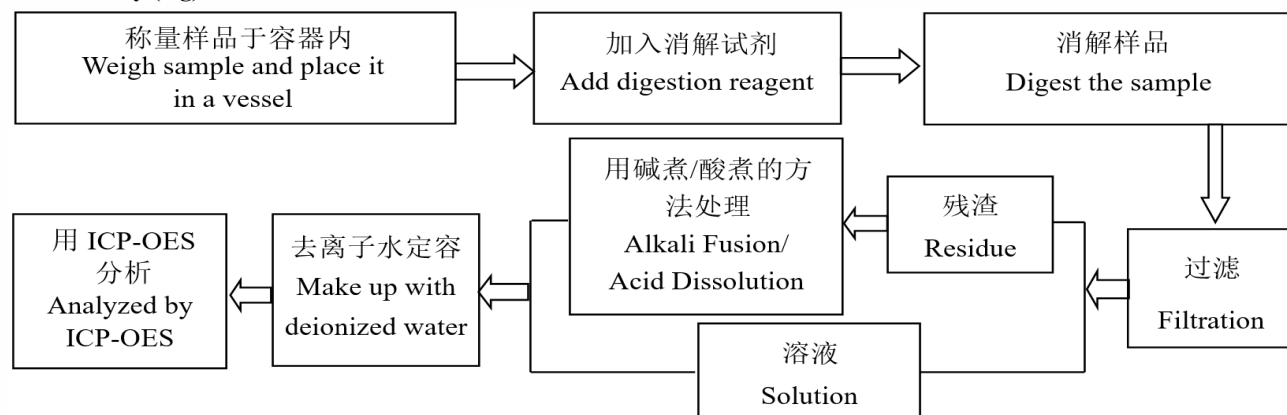 称量样品于容器内
Weigh sample and place it
in a vessel
加入消解试剂
Add digestion reagent
消解样品
Digest the sample
过滤
Filtration
残渣
Residue
用碱煮/酸煮的方
法处理
Alkali Fusion/
Acid Dissolution
溶液
Solution
去离子水定容
Make up with
deionized water
用 ICP-OES
分析
Analyzed by
ICP-OES